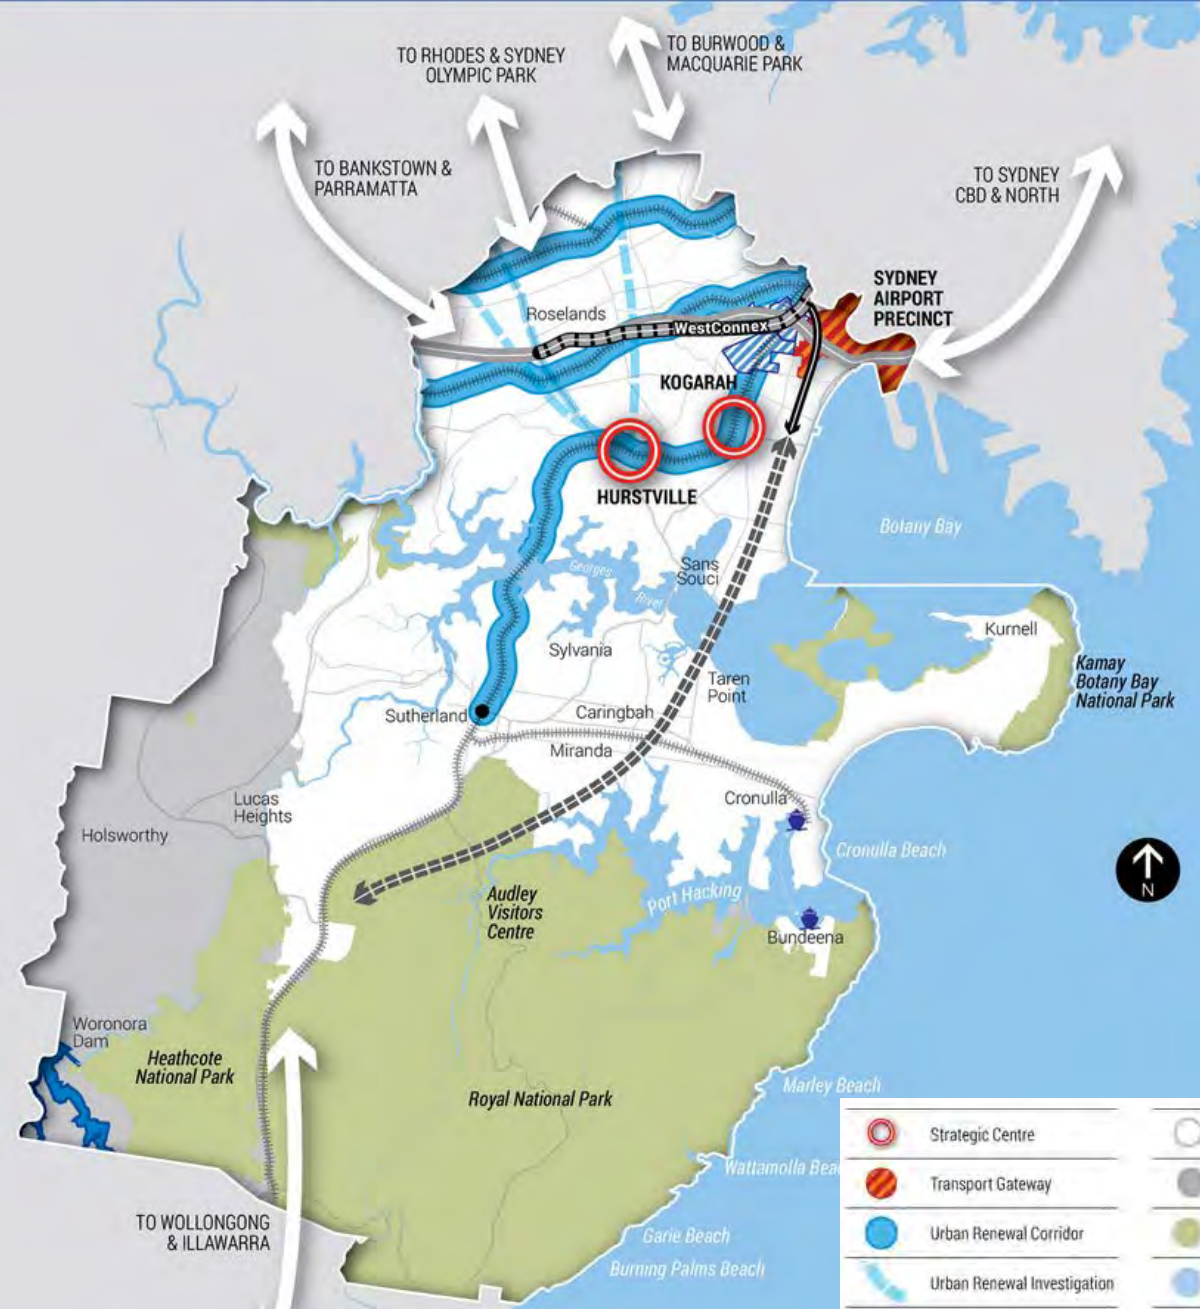 TO RHODES & SYDNEY
OLYMPIC PARK
TO BURWOOD &
MACQUARIE PARK
TO BANKSTOWN &
PARRAMATTA
TO SYDNEY
CBD & NORTH
SYDNEY
AIRPORT
PRECINCT
Roselands
WestConnex
KOGARAH
HURSTVILLE
Botany Bay
Georges
River
Sans
Souci
Kurnell
Sylvania
Kamay
Botany Bay
National Park
Taren
Point
Sutherland
Caringbah
Miranda
Lucas
Heights
Cronulla
Holsworthy
Cronulla Beach
N
Audley
Visitors
Centre
Port Hacking
Bundeena
Woronora
Dam
Heathcote
National Park
Royal National Park
Marley Beach
Wattamolla Bea
TO WOLLONGONG
& ILLAWARRA
Garie Beach
Burning Palms Beach
Strategic Centre
Transport Gateway
Urban Renewal Corridor
Urban Renewal Investigation